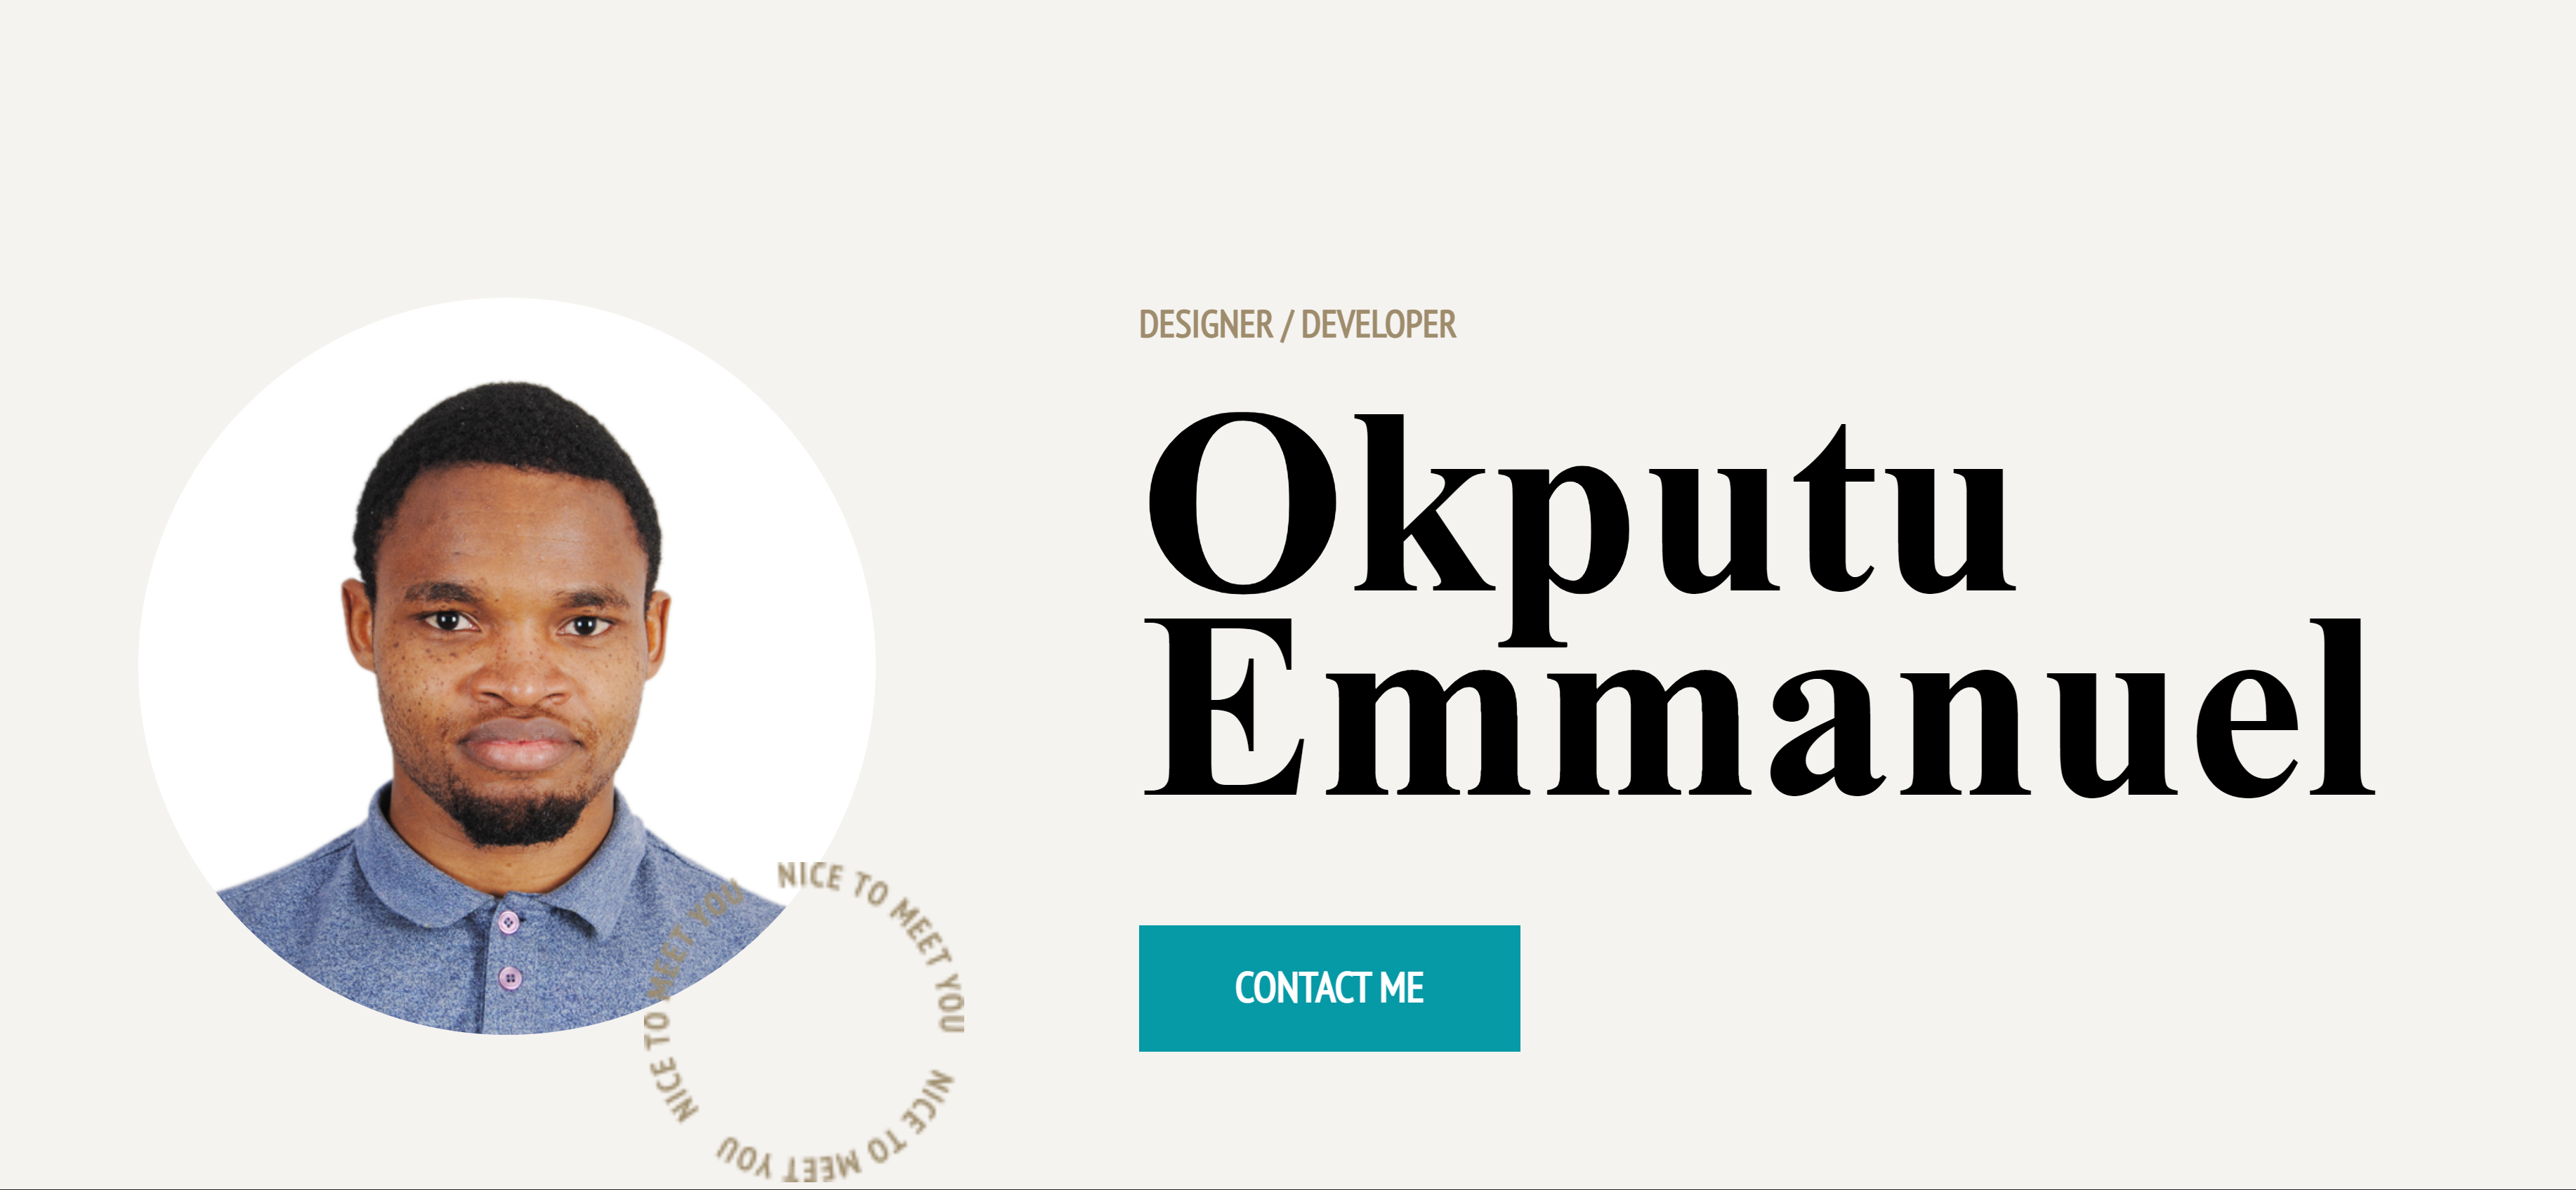 DESIGNER / DEVELOPER
Okputu
Emmanuel
CONTACT ME
NICE TO MEET YOU
NICE TO MEET YOU
NICE TO MEET YOU